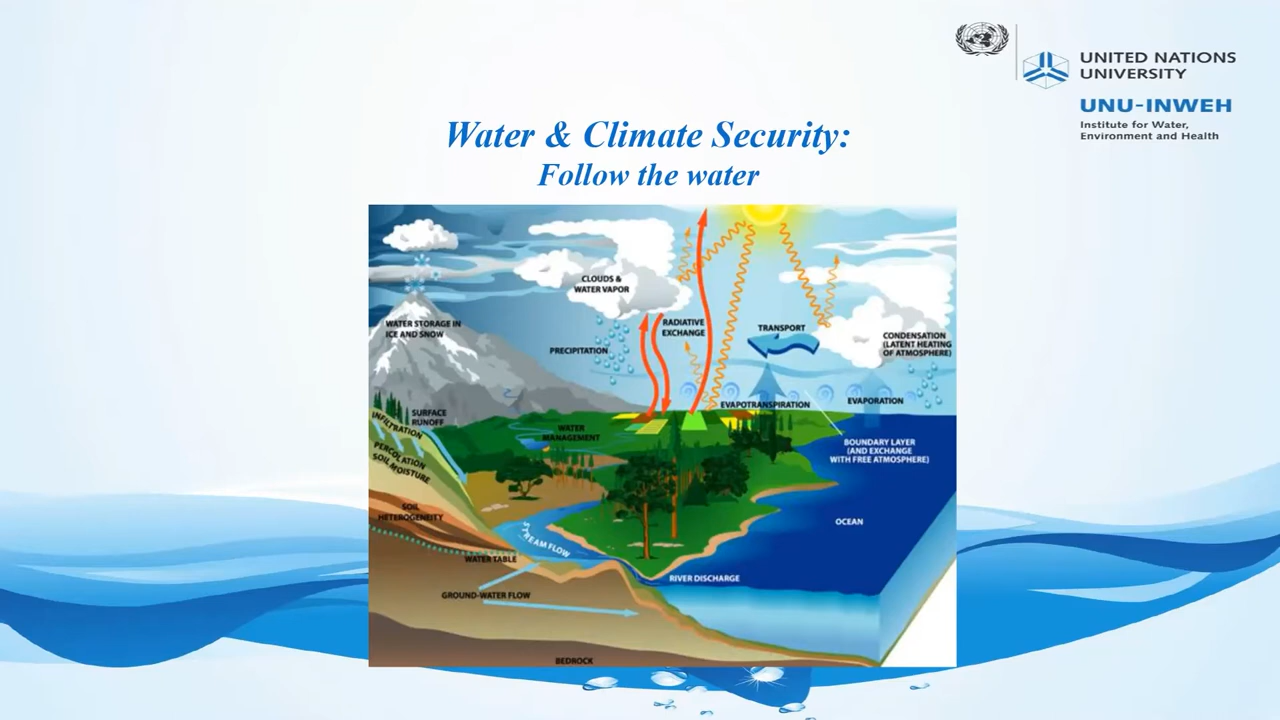 UNITED NATIONS
UNIVERSITY
UNU-INWEH
Institute for Water,
Environment and Health
Water & Climate Security:
Follow the water
CLOUDS &
WATER VAPOR
WATER STORAGE IN
ICE AND SNOW
RADIATIVE
EXCHANGE
TRANSPORT
CONDENSATION
(LATENT HEATING
OF ATMOSPHERE)
PRECIPITATION
EVAPOTRANSPIRATION
EVAPORATION
SURFACE
RUNOFF
INFILTRATION
WATER
MANAGEMENT
BOUNDARY LAYER
(AND EXCHANGE
WITH FREE ATMOSPHERE)
PERCOLATION
SOIL MOISTURE
SOIL
HETEROGENEITY
OCEAN
STREAM FLOW
WATER TABLE
RIVER DISCHARGE
GROUND-WATER FLOW
BEDROCK